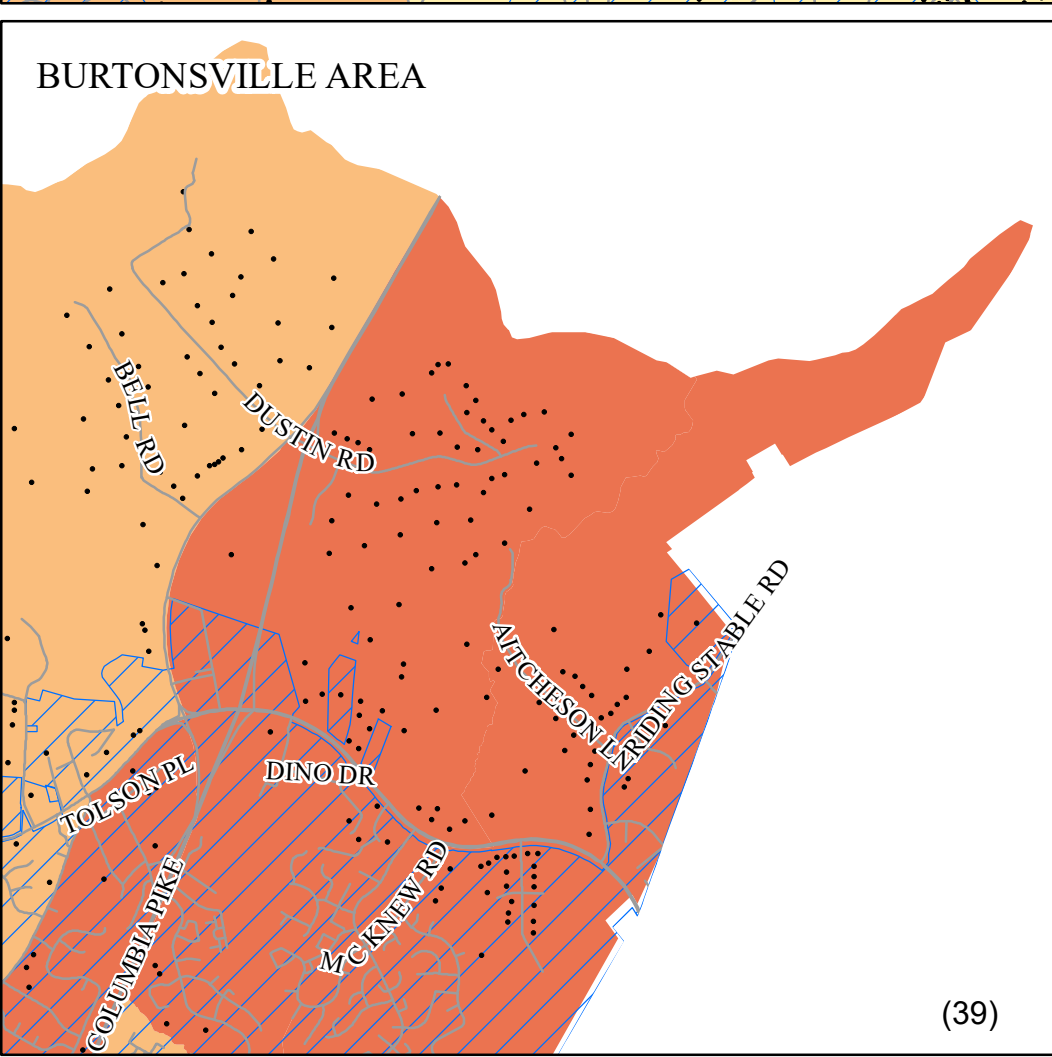 BURTONSVILLE AREA
BELL RD
DUSTIN RD
AITCHESON LN
RIDING STABLE RD
DINO DR
TOLSON PL
MC KNEW RD
COLUMBIA PIKE
(39)